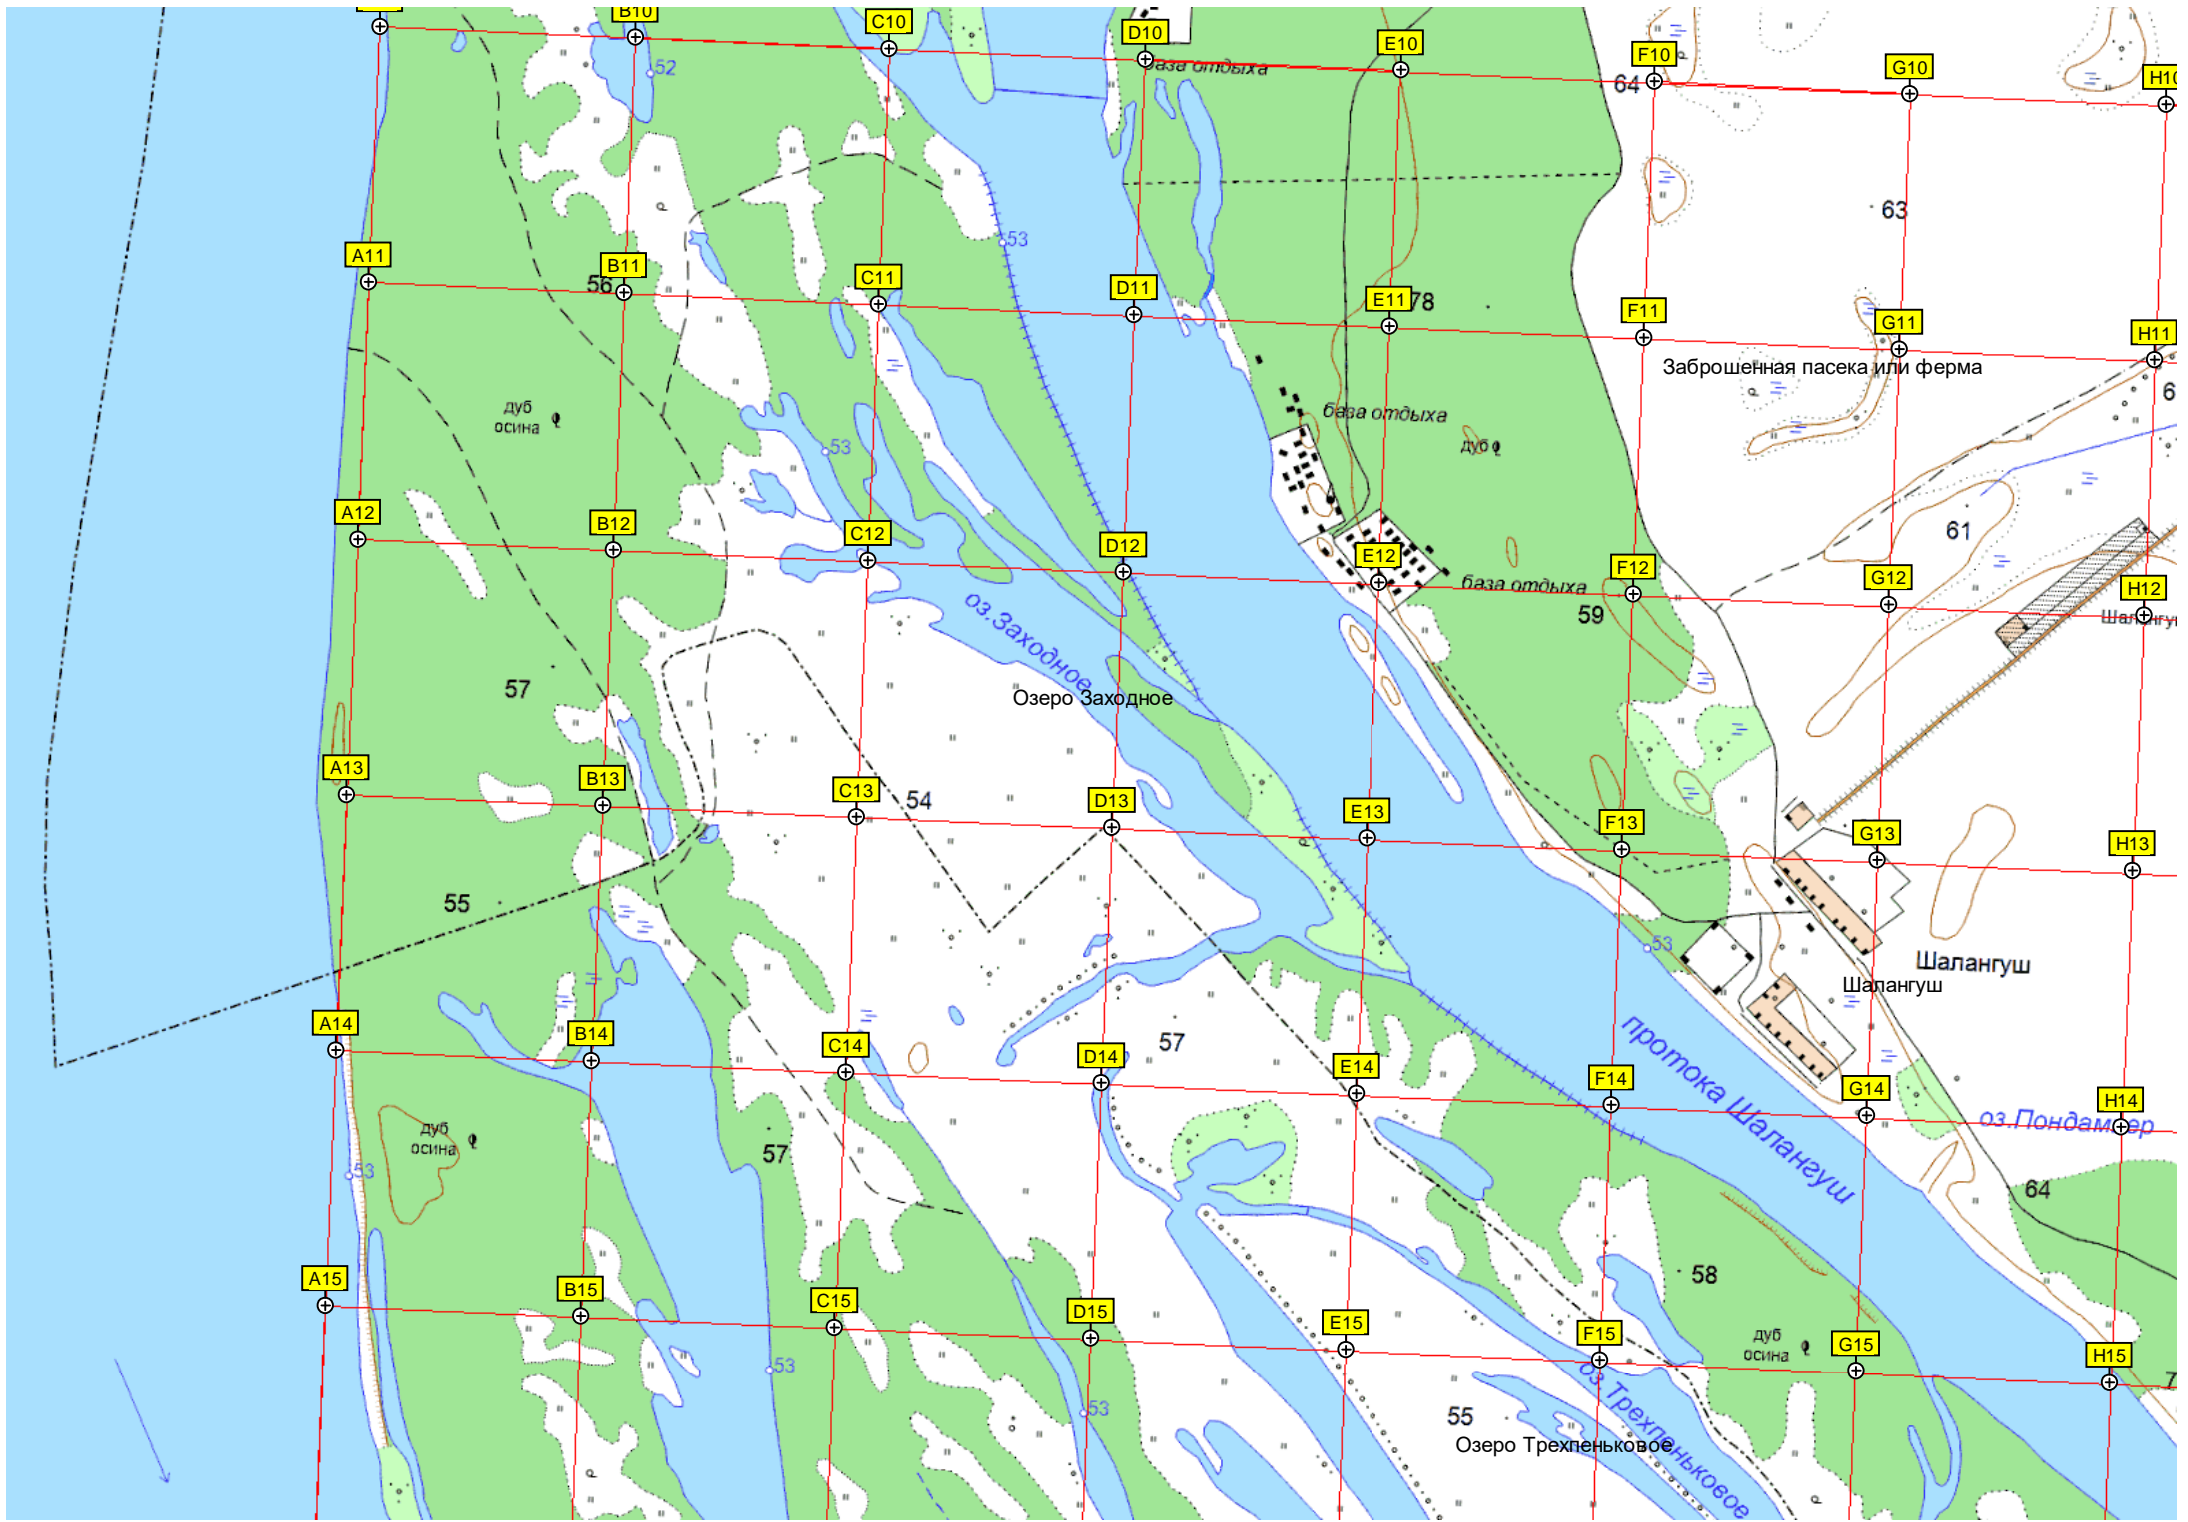 B10
C10
D10
E10
F10
G10
H10
52
база отдыха
64
63
53
A11
B11
C11
D11
E11
F11
G11
H11
56
78
Заброшенная пасека или ферма
6
дуб
осина
база отдыха
53
дуб
A12
B12
C12
D12
E12
F12
G12
H12
61
база отдыха
59
оз.Заходное
Озеро Заходное
57
A13
B13
C13
D13
E13
F13
G13
H13
54
55
53
Шалангуш
Шалангуш
A14
B14
C14
D14
E14
F14
G14
H14
57
протока Шалангуш
дуб
осина
53
57
64
58
A15
B15
C15
D15
E15
F15
G15
H15
дуб
осина
53
53
7
55
оз.Трехпеньковое
Озеро Трехпеньковое